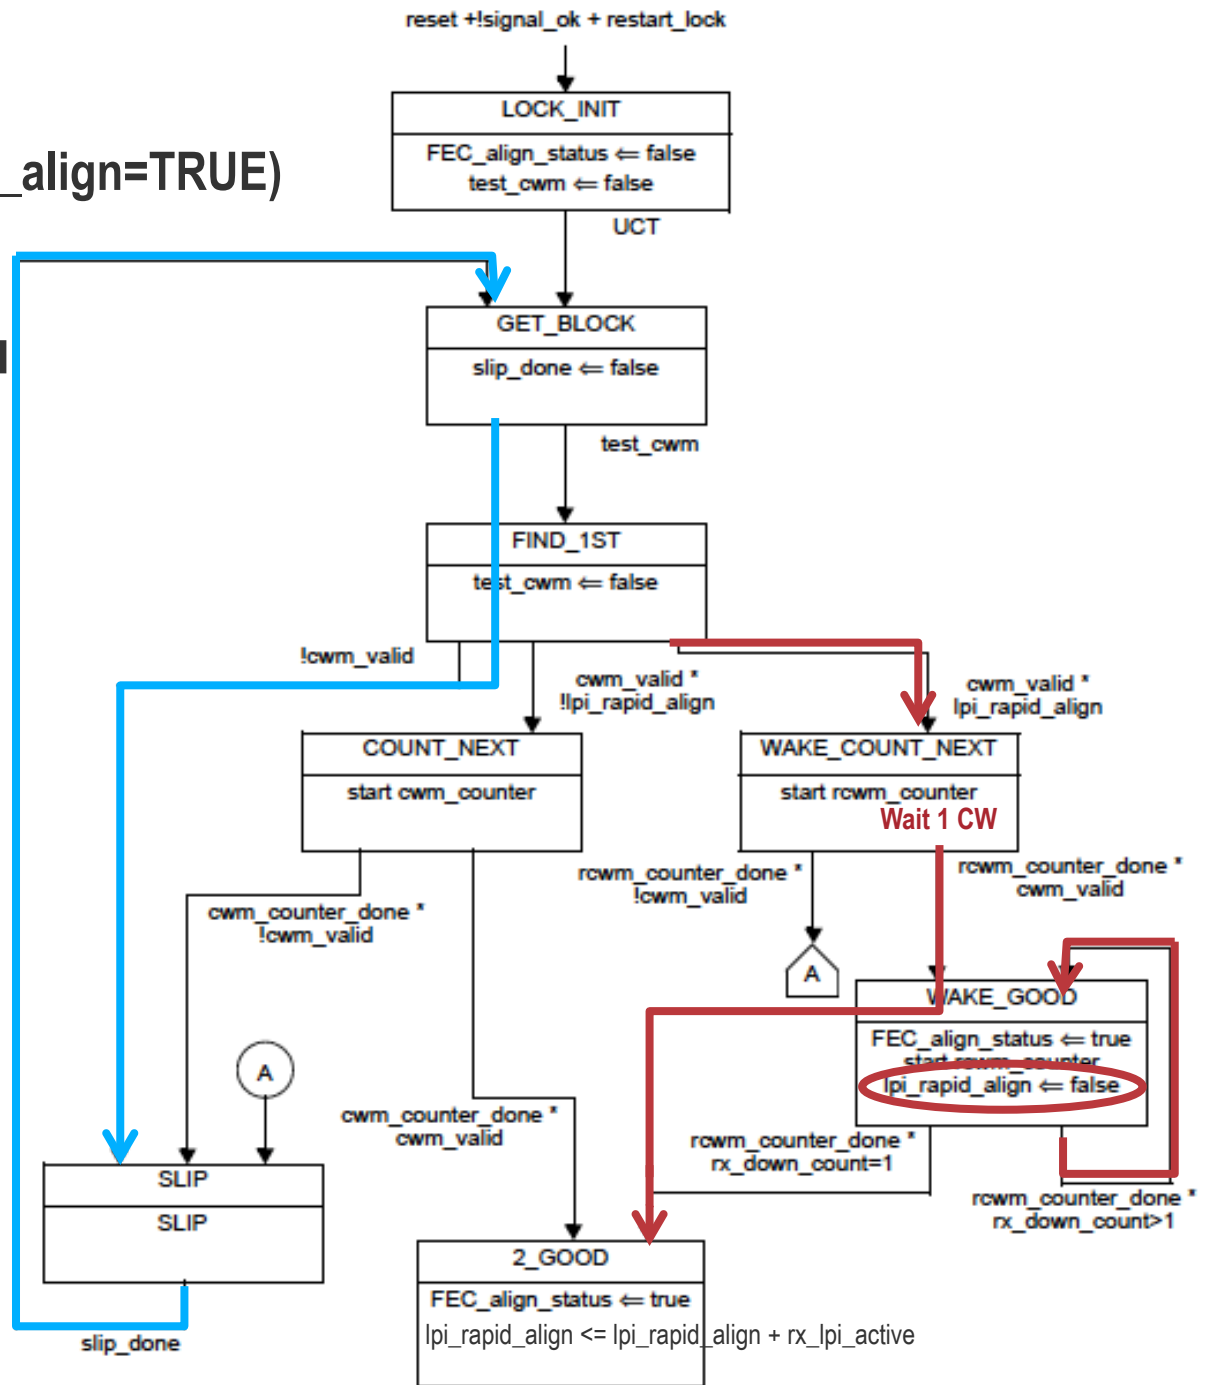 reset +!signal_ok + restart_lock
LOCK_INIT
FEC_align_status ⇐ false
test_cwm ⇐ false
_align=TRUE)
UCT
GET_BLOCK
slip_done ⇐ false
test_cwm
FIND_1ST
test_cwm ⇐ false
!cwm_valid
cwm_valid *
!lpi_rapid_align
cwm_valid *
lpi_rapid_align
COUNT_NEXT
start cwm_counter
WAKE_COUNT_NEXT
start rcwm_counter
Wait 1 CW
rcwm_counter_done *
!cwm_valid
rcwm_counter_done *
cwm_valid
cwm_counter_done *
!cwm_valid
A
WAKE_GOOD
FEC_align_status ⇐ true
start rcwm_counter
lpi_rapid_align ⇐ false
A
cwm_counter_done *
cwm_valid
rcwm_counter_done *
rx_down_count=1
rcwm_counter_done *
rx_down_count>1
SLIP
SLIP
slip_done
2_GOOD
FEC_align_status ⇐ true
lpi_rapid_align <= lpi_rapid_align + rx_lpi_active